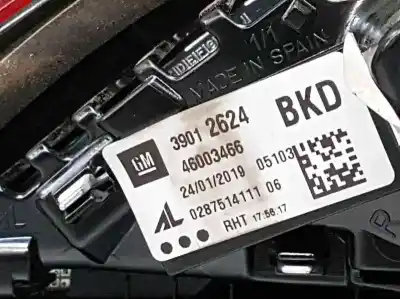 1/1
MADE IN SPAIN
GM 3901 2624 BKD
46003466
24/01/2019 05103
AL 0287514111 06
RHT 17:56:17